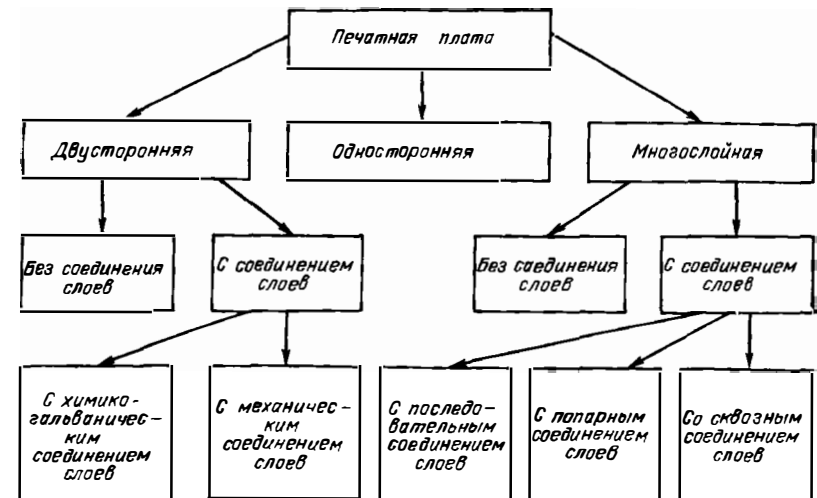 Печатная плата
Двусторонняя
Односторонняя
Многослойная
Без соединения
слоев
С соединением
слоев
Без соединения
слоев
С соединением
слоев
С химико-
гальваничес-
ким
соединением
слоев
С механичес-
ким
соединением
слоев
С последо-
вательным
соединением
слоев
С попарным
соединением
слоев
Со сквозным
соединением
слоев